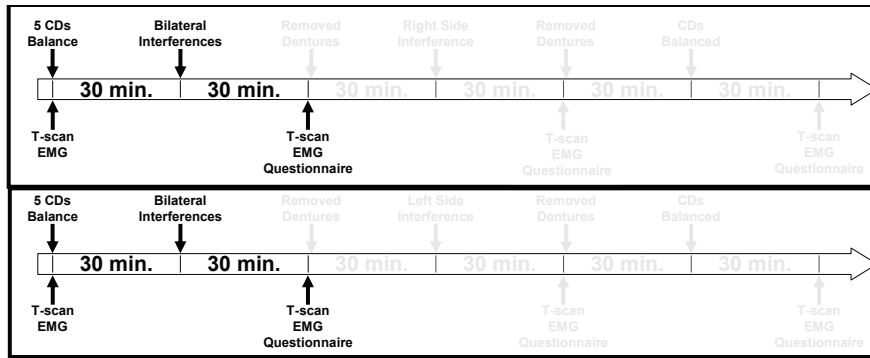 5 CDs Bilateral Removed Right Side Removed CDs
Balance Interferences Dentures Interference Dentures Balanced
30 min. 30 min. 30 min. 30 min. 30 min. 30 min.
T-scan T-scan T-scan T-scan
EMG EMG EMG EMG
Questionnaire Questionnaire Questionnaire
5 CDs Bilateral Removed Left Side Removed CDs
Balance Interferences Dentures Interference Dentures Balanced
30 min. 30 min. 30 min. 30 min. 30 min. 30 min.
T-scan T-scan T-scan T-scan
EMG EMG EMG EMG
Questionnaire Questionnaire Questionnaire